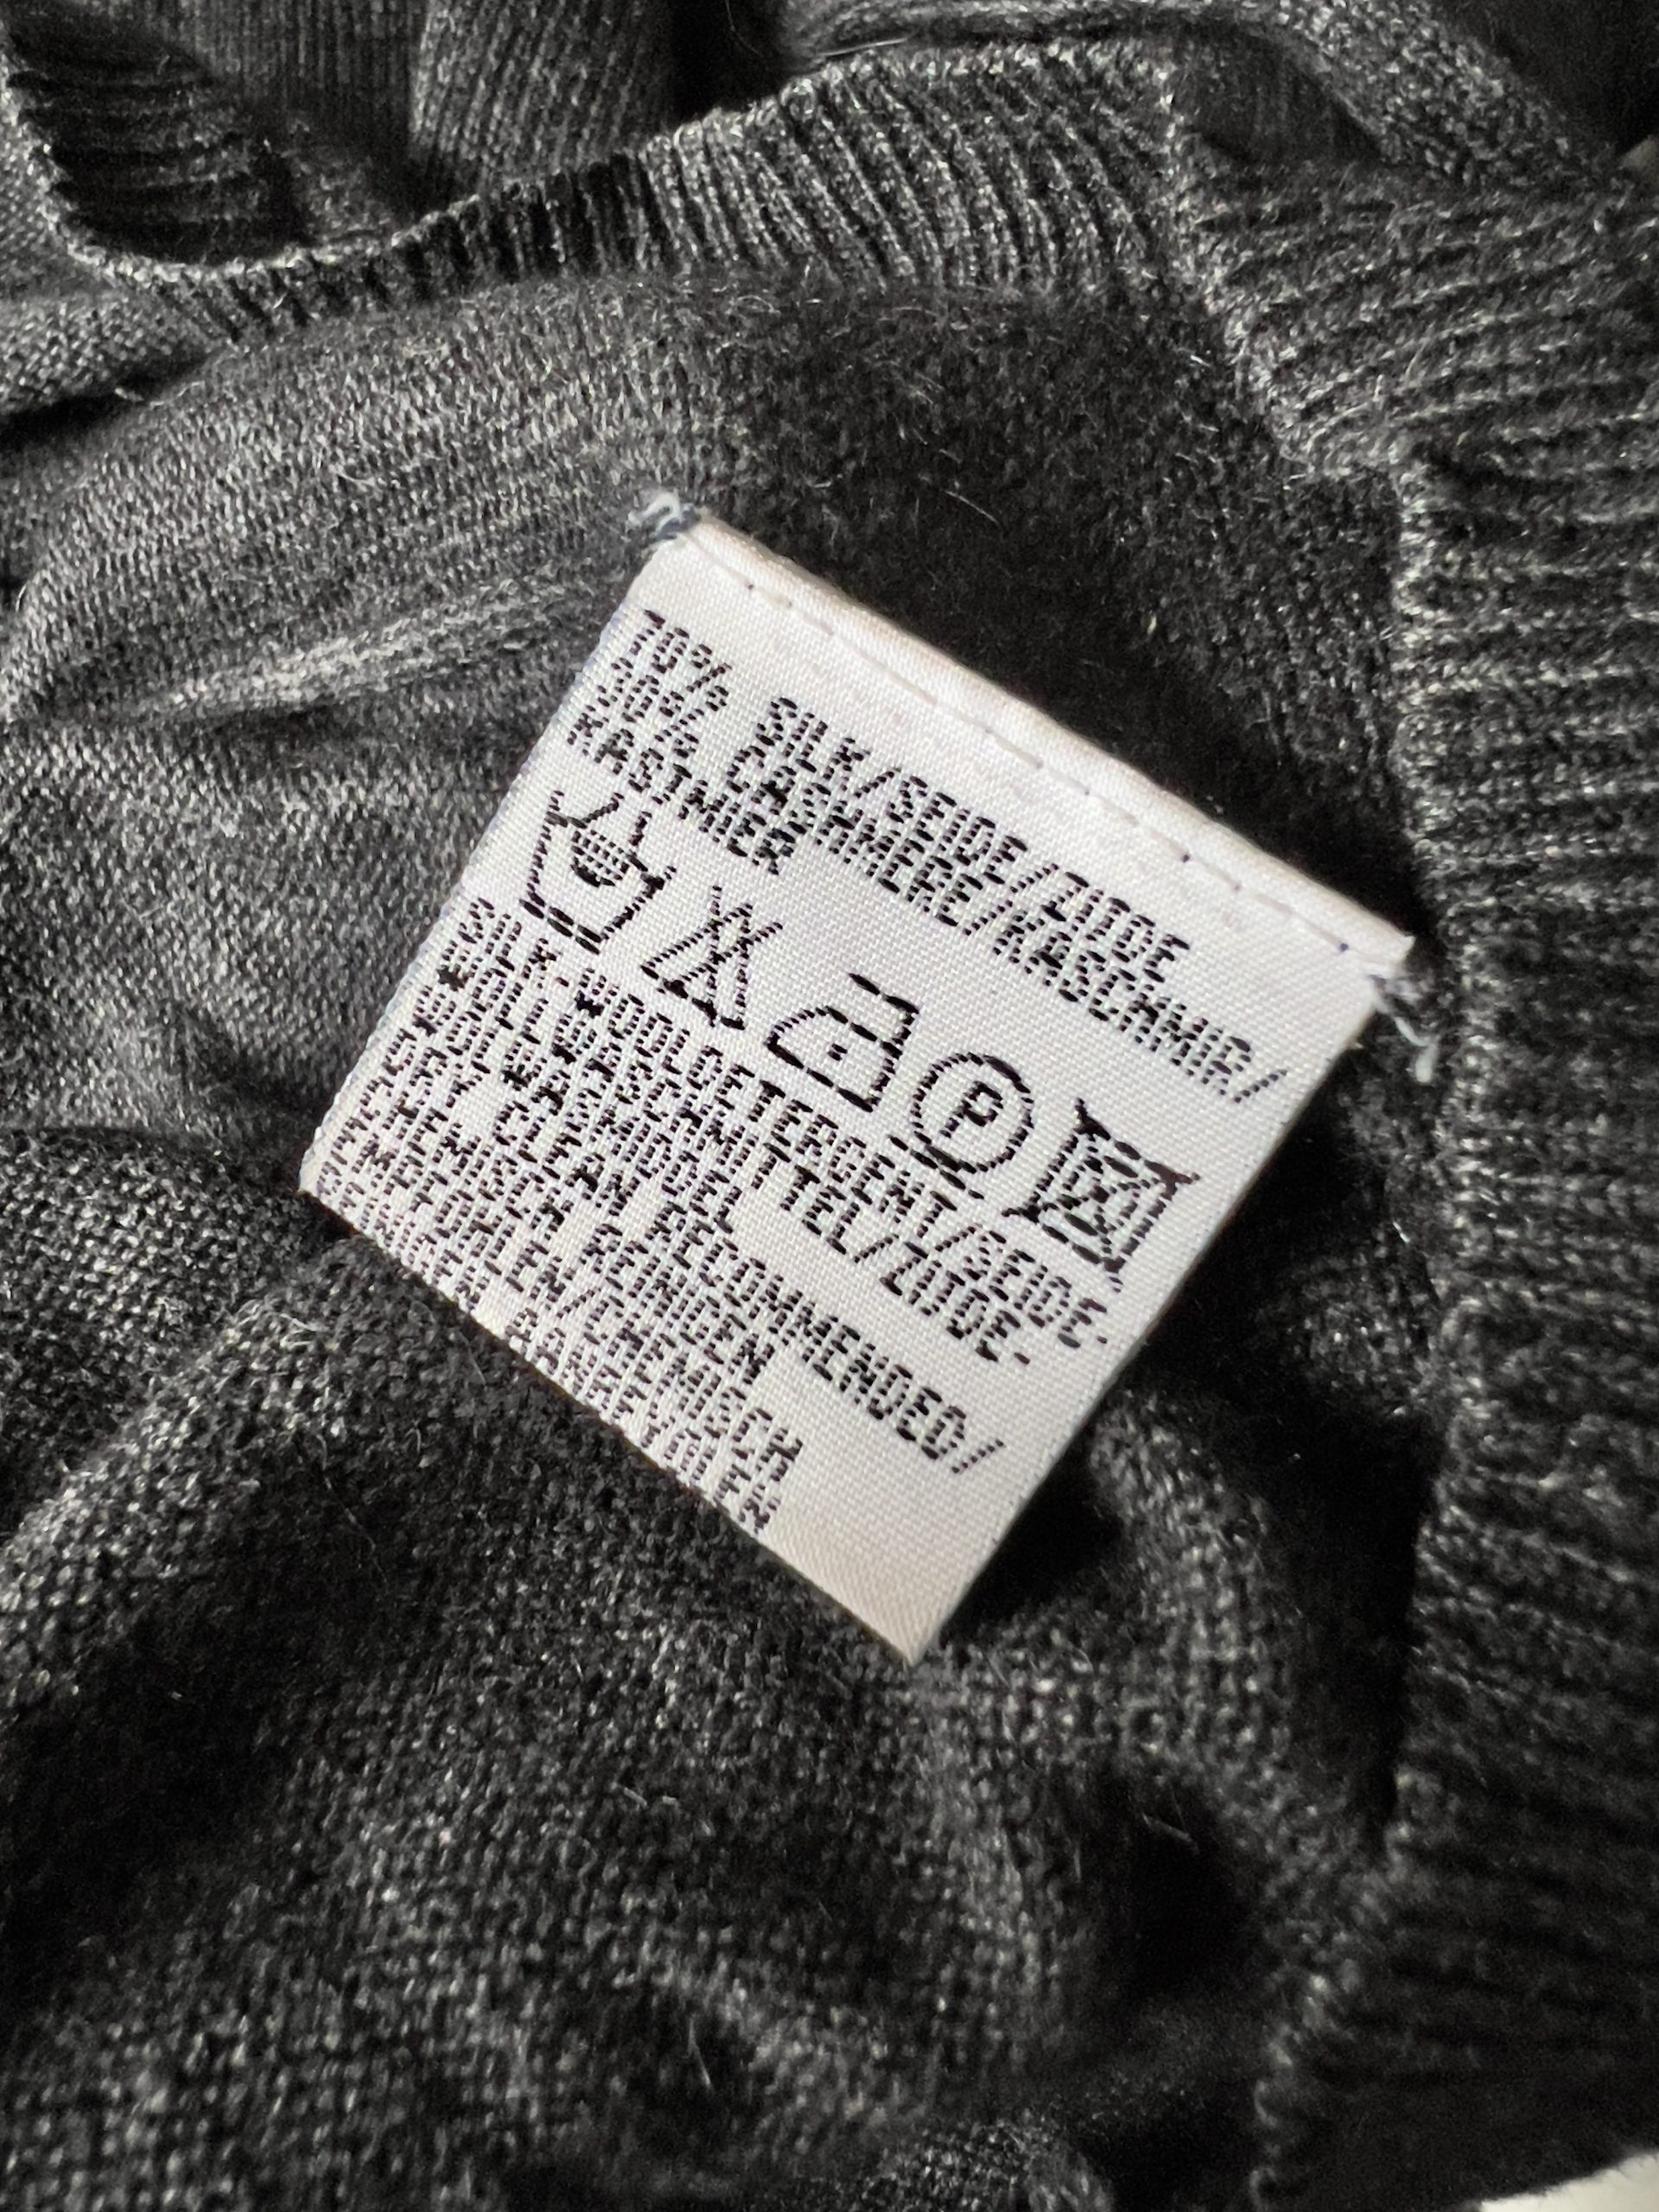 70% SILK/SEIDE/ZIJDE
30% CASHMERE/KASCHMIR/
KASTMIER
P
SILK-WOOLDETERGENT/SEIDE-
WOLLWASCHMITTEL/ZIJDE-
WOLWASMIDDEL
DRY CLEAN RECOMMENDED/
CHEMISCH REINIGEN
EMPFOHLEN/CHEMISCH
REINIGEN AANBEVOLEN